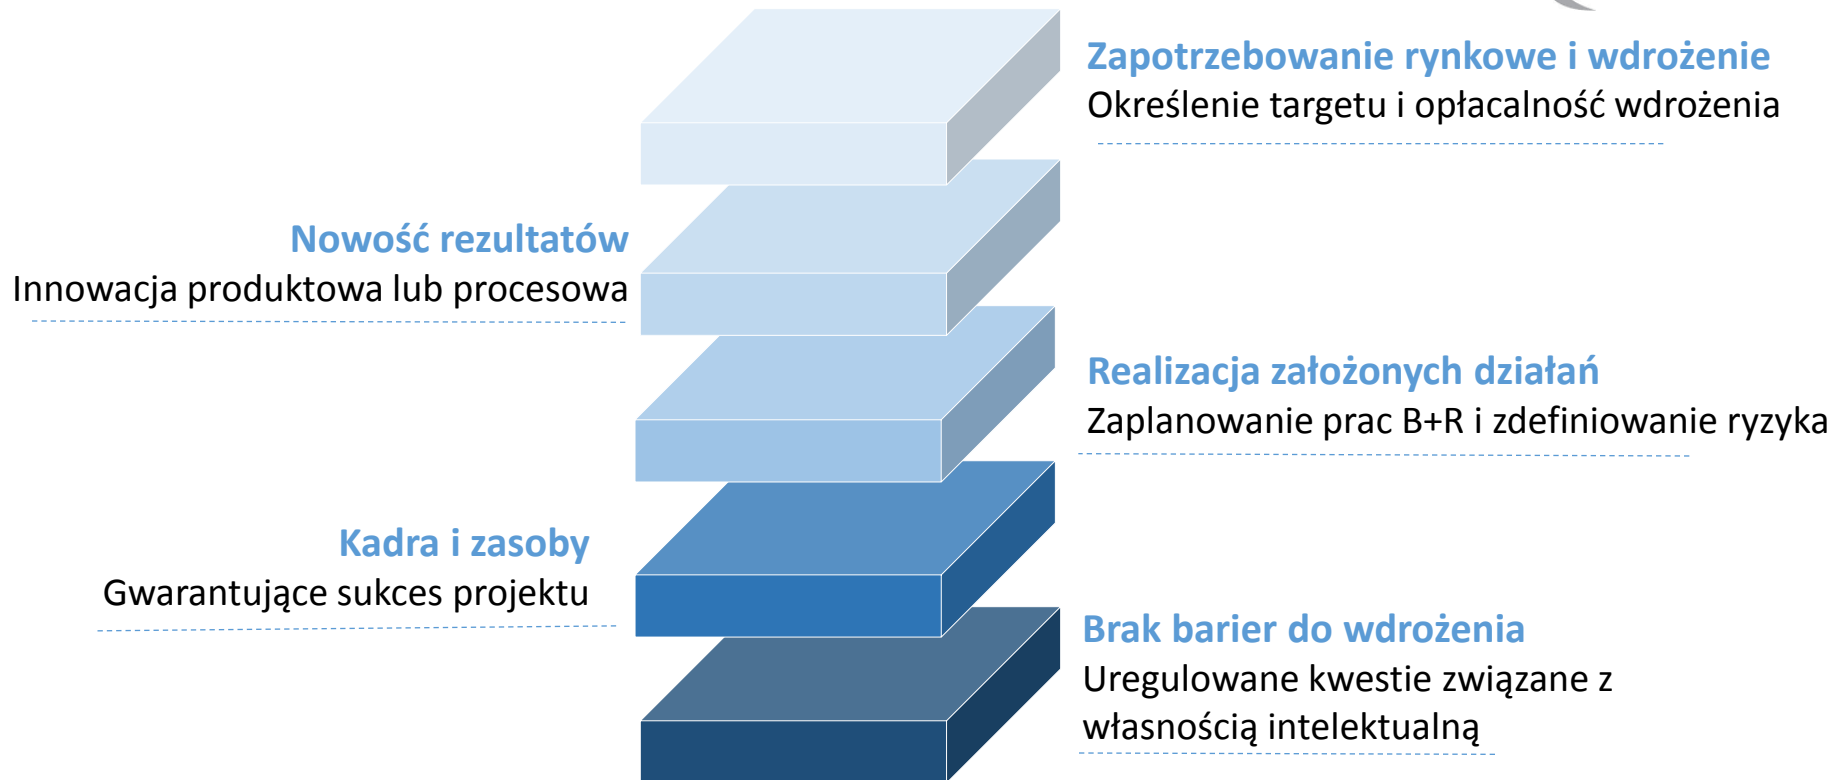 Zapotrzebowanie rynkowe i wdrożenie
Określenie targetu i opłacalność wdrożenia
Nowość rezultatów
Innowacja produktowa lub procesowa
Realizacja założonych działań
Zaplanowanie prac B+R i zdefiniowanie ryzyka
Kadra i zasoby
Gwarantujące sukces projektu
Brak barier do wdrożenia
Uregulowane kwestie związane z
własnością intelektualną